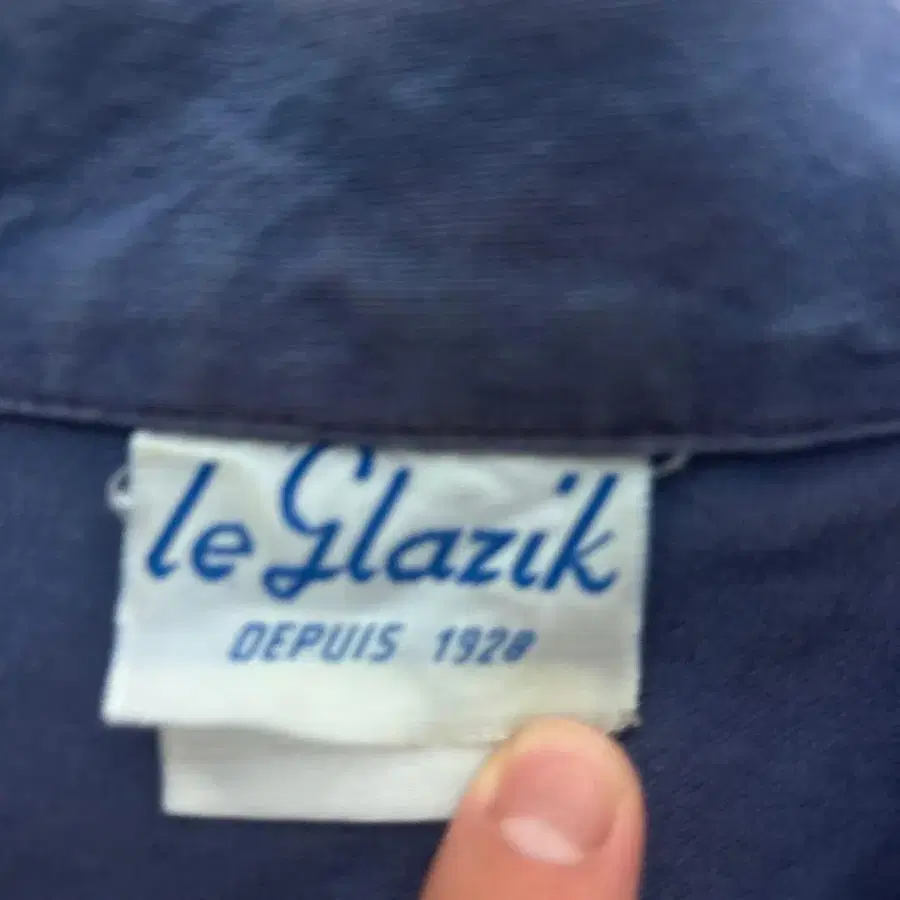 le Glazik
DEPUIS 1928